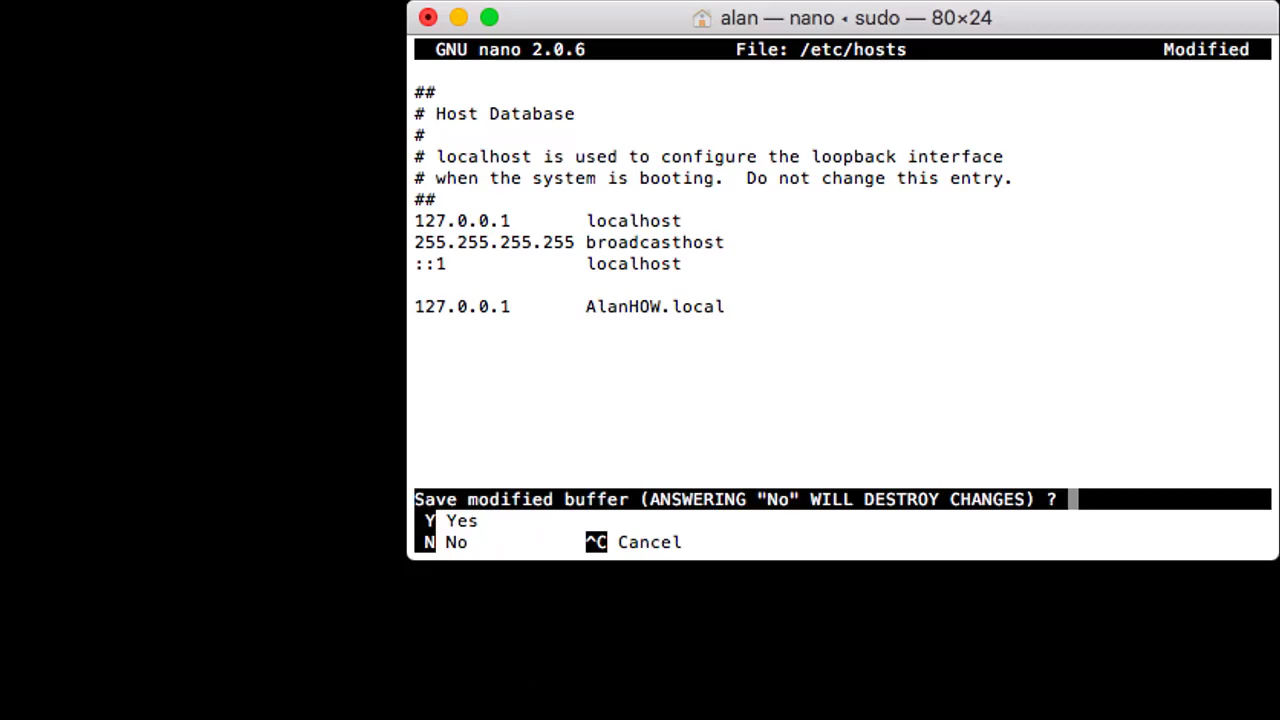 alan — nano ◂ sudo — 80×24
GNU nano 2.0.6 File: /etc/hosts Modified
##
# Host Database
#
# localhost is used to configure the loopback interface
# when the system is booting.  Do not change this entry.
##
127.0.0.1 localhost
255.255.255.255 broadcasthost
::1 localhost
127.0.0.1 AlanHOW.local
Save modified buffer (ANSWERING "No" WILL DESTROY CHANGES) ?
Y Yes
N No ^C Cancel